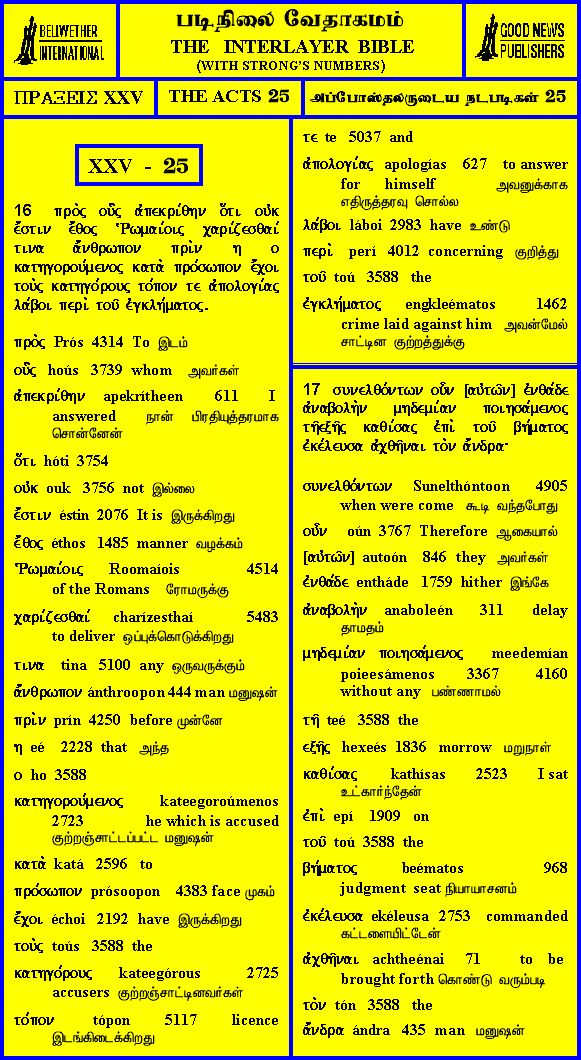 BELLWETHER
INTERNATIONAL
படிநிலை வேதாகமம்
THE INTERLAYER BIBLE
(WITH STRONG'S NUMBERS)
GOOD NEWS
PUBLISHERS
ΠΡΑΞΕΙΣ XXV
THE ACTS 25
அப்போஸ்தலருடைய நடபடிகள் 25
XXV - 25
16 πρὸς οὓς ἀπεκρίθην ὅτι οὐκ
ἔστιν ἔθος Ῥωμαίοις χαρίζεσθαί
τινα ἄνθρωπον πρὶν η ο
κατηγορούμενος κατὰ πρόσωπον ἔχοι
τοὺς κατηγόρους τόπον τε ἀπολογίας
λάβοι περὶ τοῦ ἐγκλήματος.
πρὸς Prós 4314 To இடம்
οὓς hoús 3739 whom அவர்கள்
ἀπεκρίθην apekrítheen 611 I
answered நான் பிரதியுத்தரமாக
சொன்னேன்
ὅτι hóti 3754
οὐκ ouk 3756 not இல்லை
ἔστιν éstin 2076 It is இருக்கிறது
ἔθος éthos 1485 manner வழக்கம்
Ῥωμαίοις Roomaíois 4514
of the Romans ரோமருக்கு
χαρίζεσθαί charízesthaí 5483
to deliver ஒப்புக்கொடுக்கிறது
τινα tina 5100 any ஒருவருக்கும்
ἄνθρωπον ánthroopon 444 man மனுஷன்
πρὶν prín 4250 before முன்னே
η eé 2228 that அந்த
ο ho 3588
κατηγορούμενος kateegoroúmenos
2723 he which is accused
குற்றஞ்சாட்டப்பட்ட மனுஷன்
κατὰ katá 2596 to
πρόσωπον prósoopon 4383 face முகம்
ἔχοι échoi 2192 have இருக்கிறது
τοὺς toús 3588 the
κατηγόρους kateegórous 2725
accusers குற்றஞ்சாட்டினவர்கள்
τόπον tópon 5117 licence
இடங்கிடைக்கிறது
τε te 5037 and
ἀπολογίας apologías 627 to answer
for himself அவனுக்காக
எதிருத்தரவு சொல்ல
λάβοι láboi 2983 have உண்டு
περὶ perí 4012 concerning குறித்து
τοῦ toú 3588 the
ἐγκλήματος engkleématos 1462
crime laid against him அவன்மேல்
சாட்டின குற்றத்துக்கு
17 συνελθόντων οὖν [αὐτῶν] ἐνθάδε
ἀναβολὴν μηδεμίαν ποιησάμενος
τῇἑξῆς καθίσας ἐπὶ τοῦ βήματος
ἐκέλευσα ἀχθῆναι τὸν ἄνδρα·
συνελθόντων Sunelthóntoon 4905
when were come கூடி வந்தபோது
οὖν oún 3767 Therefore ஆகையால்
[αὐτῶν] autoón 846 they அவர்கள்
ἐνθάδε entháde 1759 hither இங்கே
ἀναβολὴν anaboleén 311 delay
தாமதம்
μηδεμίαν ποιησάμενος meedemían
poieesámenos 3367 4160
without any பண்ணாமல்
τῇ teé 3588 the
εξῆς hexeés 1836 morrow மறுநாள்
καθίσας kathísas 2523 I sat
உட்கார்ந்தேன்
ἐπὶ epí 1909 on
τοῦ toú 3588 the
βήματος beématos 968
judgment seat நியாயாசனம்
ἐκέλευσα ekéleusa 2753 commanded
கட்டளையிட்டேன்
ἀχθῆναι achtheénai 71 to be
brought forth கொண்டு வரும்படி
τὸν tón 3588 the
ἄνδρα ándra 435 man மனுஷன்